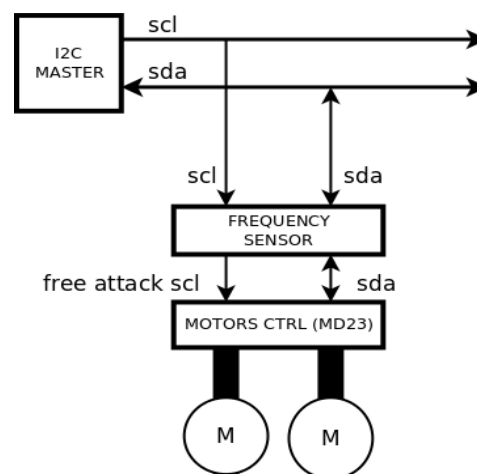 scl
I2C
MASTER
sda
scl
sda
FREQUENCY
SENSOR
free attack scl
sda
MOTORS CTRL (MD23)
M
M